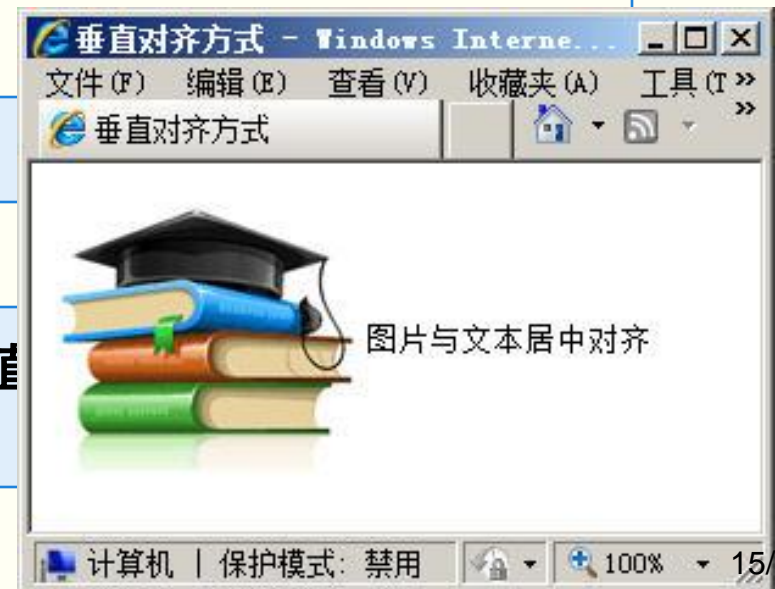 垂直对齐方式 - Windows Interne...
文件(F) 编辑(E) 查看(V) 收藏夹(A) 工具(T »
垂直对齐方式 »
图片与文本居中对齐
计算机 | 保护模式: 禁用 100%
15/